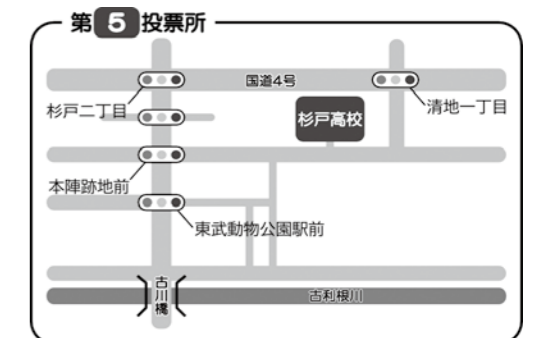 第5投票所
国道4号
杉戸二丁目
清地一丁目
杉戸高校
本陣跡地前
東武動物公園駅前
古川橋
古利根川